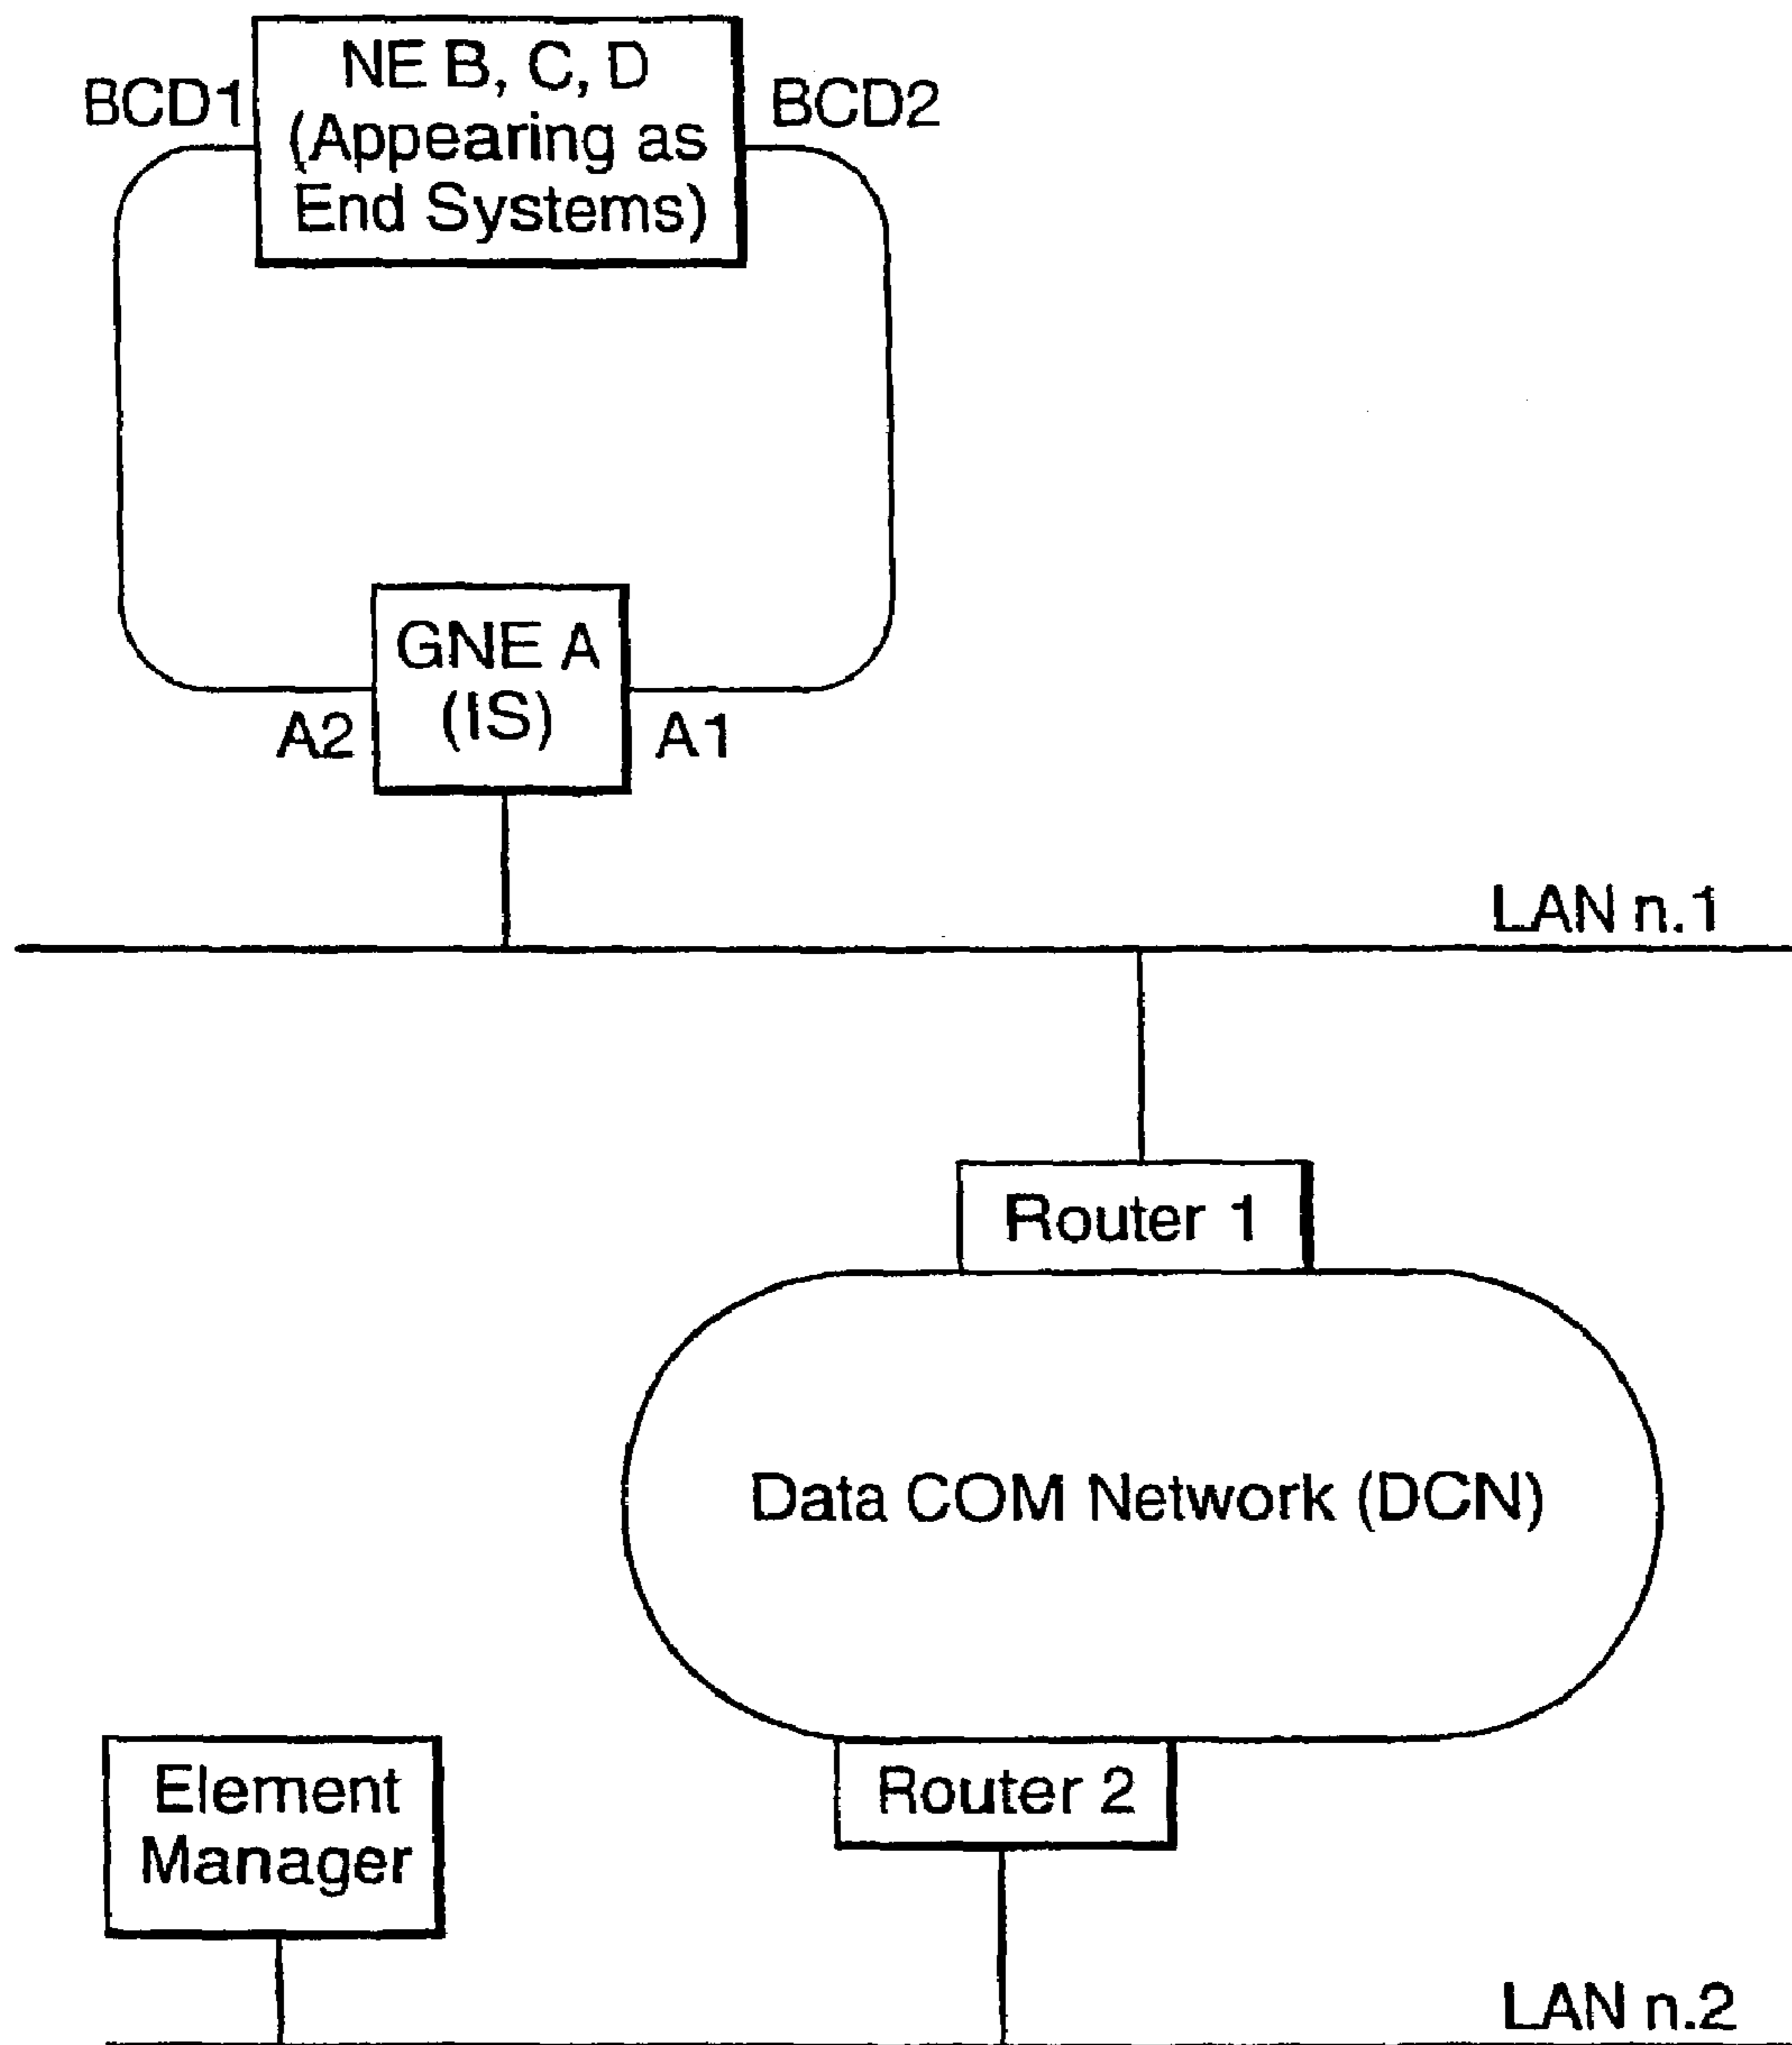 NE B, C, D
(Appearing as
End Systems)
BCD1
BCD2
GNE A
(IS)
A2
A1
LAN n.1
Router 1
Data COM Network (DCN)
Router 2
Element
Manager
LAN n.2